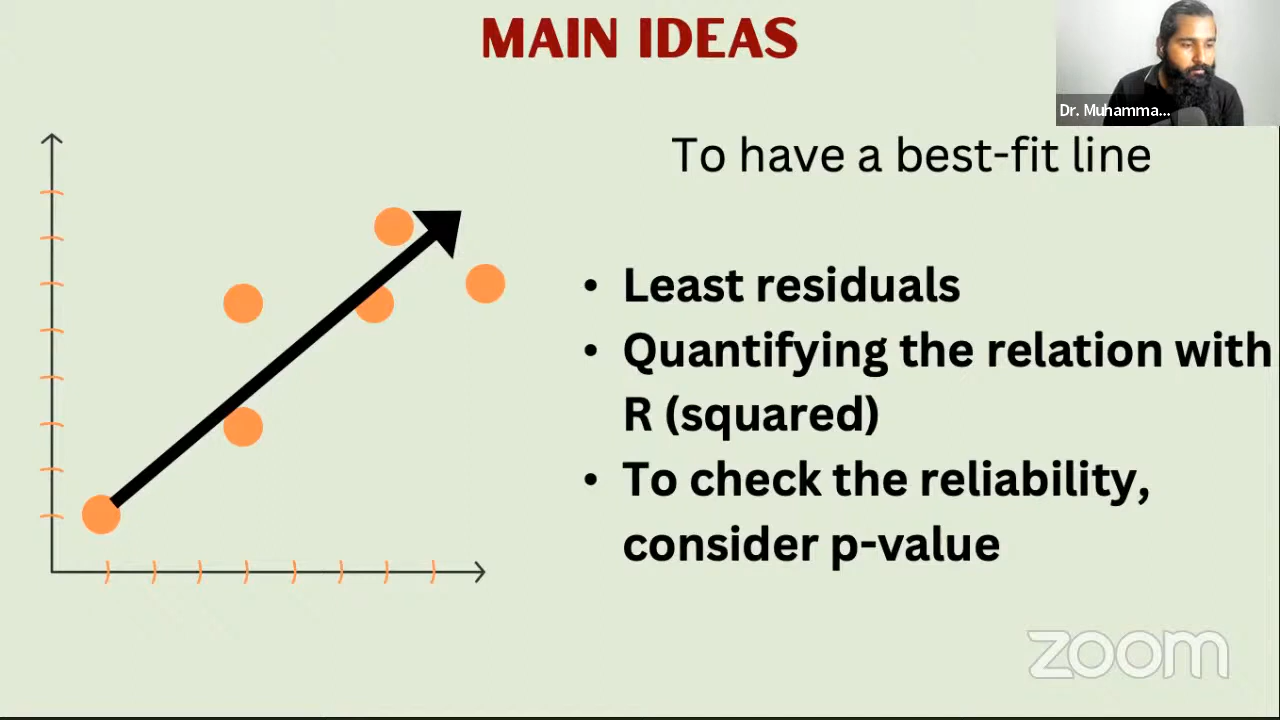 MAIN IDEAS
Dr. Muhamma...
To have a best-fit line
• Least residuals
• Quantifying the relation with
R (squared)
• To check the reliability,
consider p-value
zoom